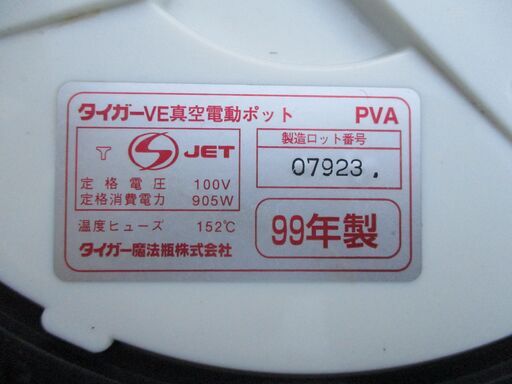 タイガーVE真空電動ポット PVA
JET
製造ロット番号
07923.
定格電圧 100V
定格消費電力 905W
温度ヒューズ 152℃
タイガー魔法瓶株式会社
99年製